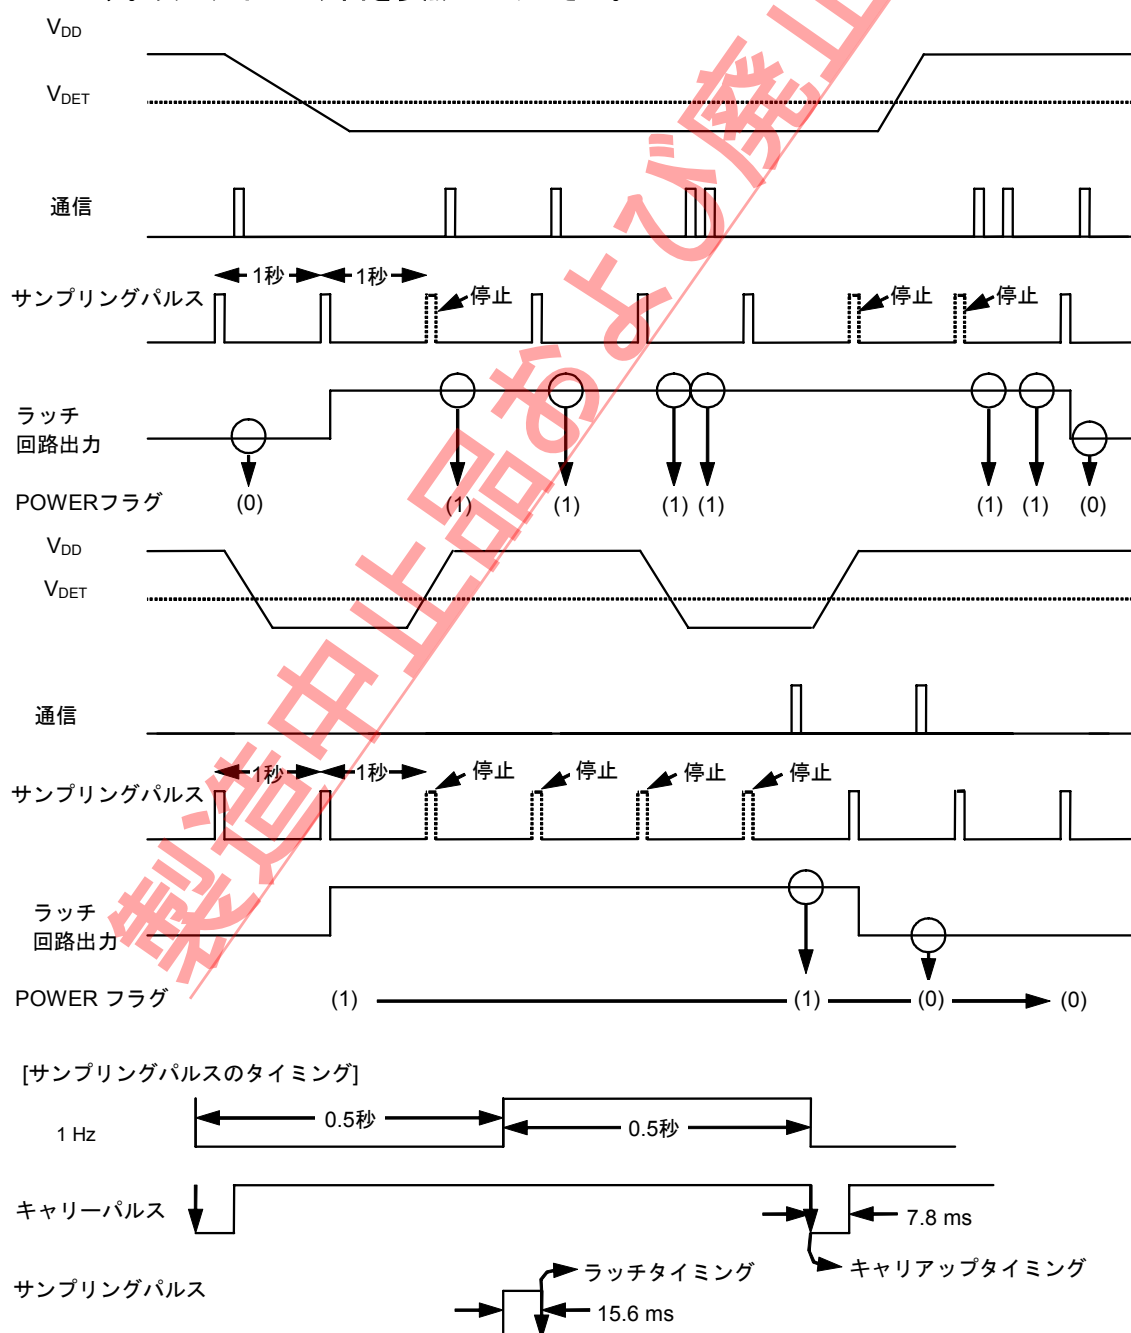 VDD
VDET
通信
1秒 1秒
サンプリングパルス 停止 停止 停止
ラッチ
回路出力
POWERフラグ (0) (1) (1) (1) (1) (1) (1) (0)
VDD
VDET
通信
1秒 1秒 停止 停止 停止 停止
サンプリングパルス
ラッチ
回路出力
POWER フラグ (1) (1) (0) (0)
[サンプリングパルスのタイミング]
1 Hz 0.5秒 0.5秒
キャリーパルス 7.8 ms
ラッチタイミング キャリアップタイミング
サンプリングパルス
15.6 ms
製造中止品および廃止